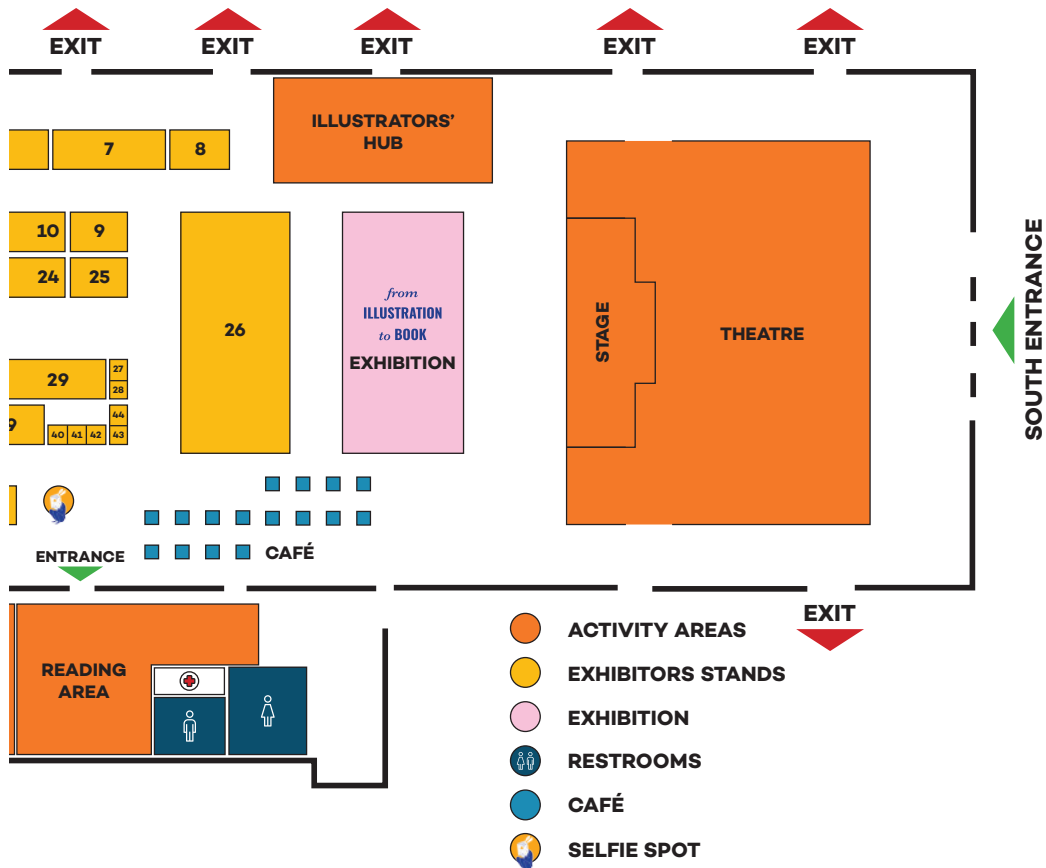 EXIT
EXIT
EXIT
EXIT
EXIT
ILLUSTRATORS'
HUB
7
8
10
9
24
25
26
from
ILLUSTRATION
to BOOK
EXHIBITION
STAGE
THEATRE
SOUTH ENTRANCE
29
27
28
9
40
41
42
44
43
ENTRANCE
CAFÉ
READING
AREA
EXIT
ACTIVITY AREAS
EXHIBITORS STANDS
EXHIBITION
RESTROOMS
CAFÉ
SELFIE SPOT